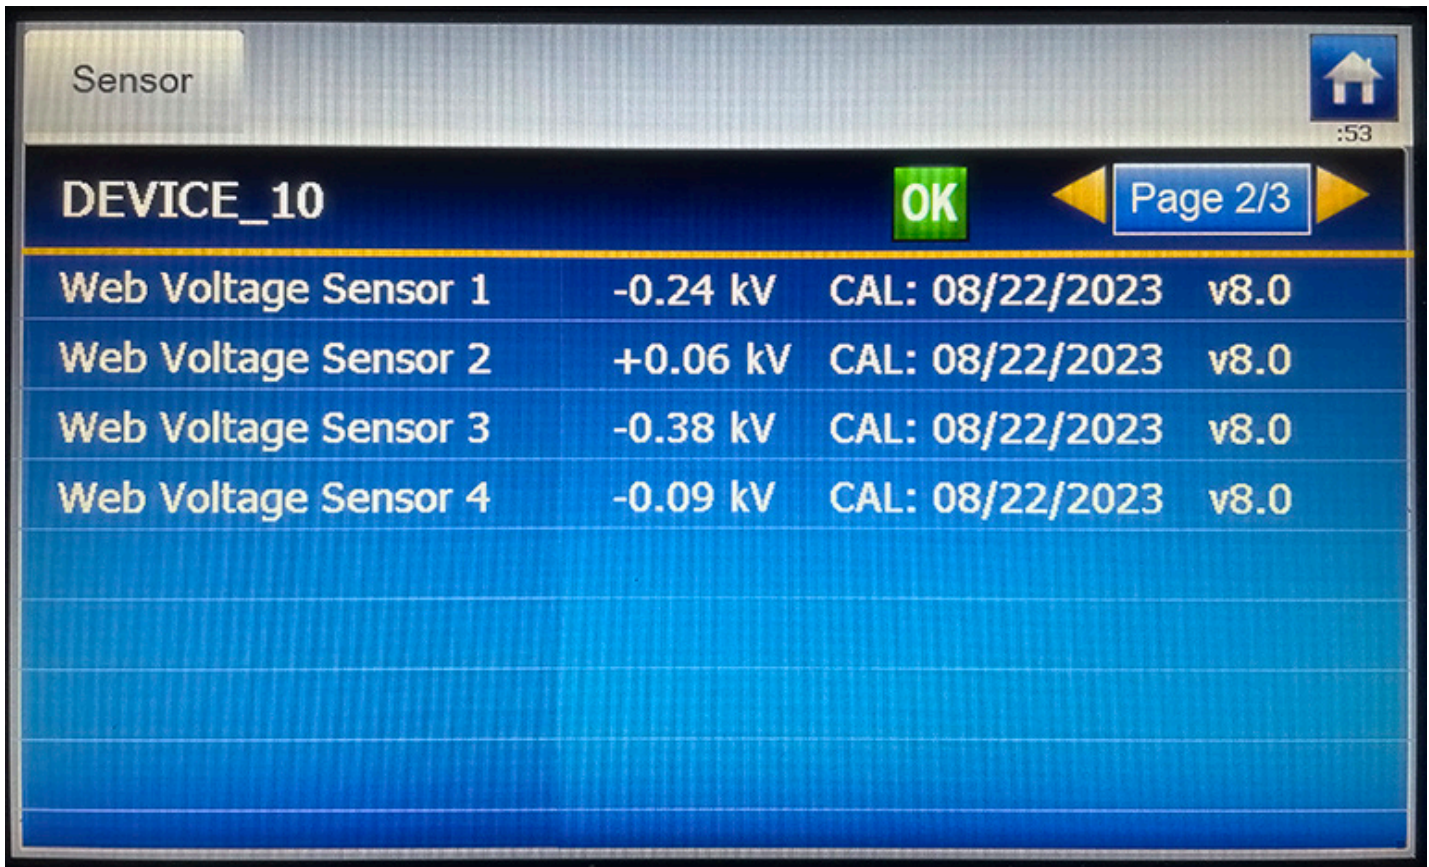 Sensor
:53
DEVICE_10 OK Page 2/3
Web Voltage Sensor 1 -0.24 kV CAL: 08/22/2023 v8.0
Web Voltage Sensor 2 +0.06 kV CAL: 08/22/2023 v8.0
Web Voltage Sensor 3 -0.38 kV CAL: 08/22/2023 v8.0
Web Voltage Sensor 4 -0.09 kV CAL: 08/22/2023 v8.0